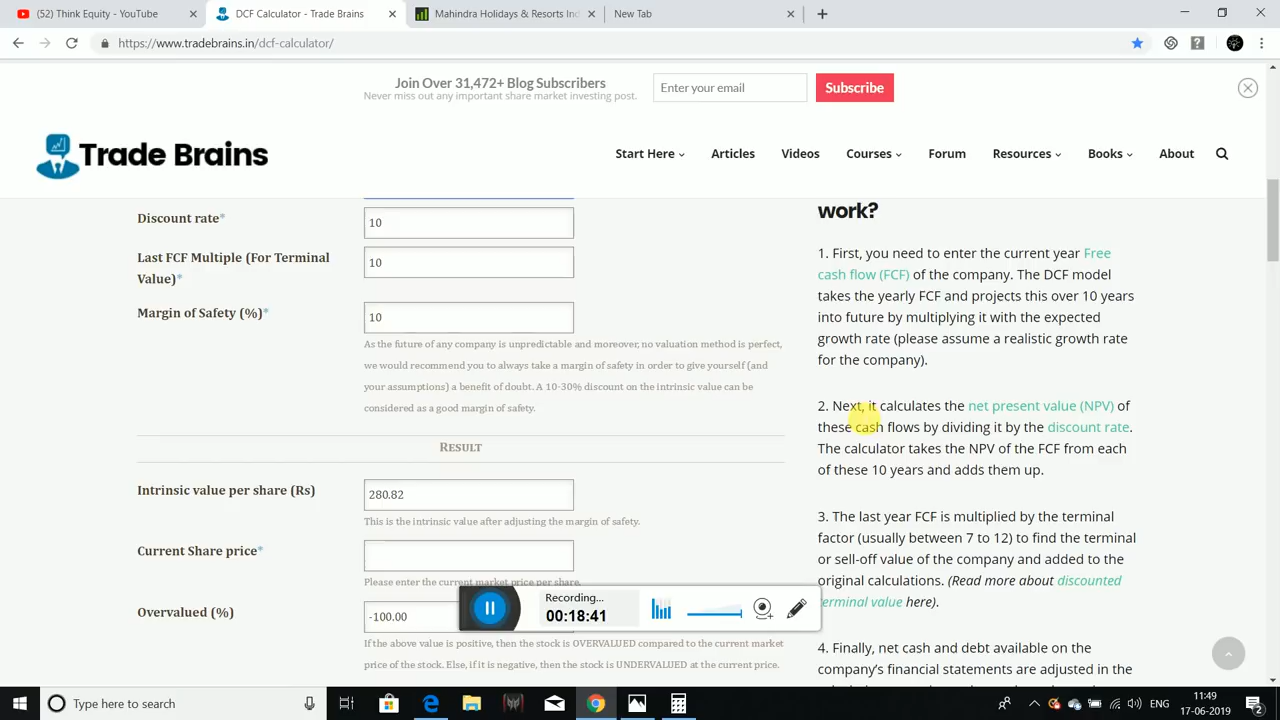 (52) Think Equity - YouTube
DCF Calculator - Trade Brains
Mahindra Holidays & Resorts Ind
New Tab
https://www.tradebrains.in/dcf-calculator/
Join Over 31,472+ Blog Subscribers
Never miss out any important share market investing post.
Enter your email
Subscribe
Trade Brains
Start Here
Articles
Videos
Courses
Forum
Resources
Books
About
Discount rate*
10
Last FCF Multiple (For Terminal
Value)*
10
Margin of Safety (%)*
10
As the future of any company is unpredictable and moreover, no valuation method is perfect,
we would recommend you to always take a margin of safety in order to give yourself (and
your assumptions) a benefit of doubt. A 10-30% discount on the intrinsic value can be
considered as a good margin of safety.
RESULT
Intrinsic value per share (Rs)
280.82
This is the intrinsic value after adjusting the margin of safety.
Current Share price*
Please enter the current market price per share.
Overvalued (%)
-100.00
If the above value is positive, then the stock is OVERVALUED compared to the current market
price of the stock. Else, if it is negative, then the stock is UNDERVALUED at the current price.
work?
1. First, you need to enter the current year Free
cash flow (FCF) of the company. The DCF model
takes the yearly FCF and projects this over 10 years
into future by multiplying it with the expected
growth rate (please assume a realistic growth rate
for the company).
2. Next, it calculates the net present value (NPV) of
these cash flows by dividing it by the discount rate.
The calculator takes the NPV of the FCF from each
of these 10 years and adds them up.
3. The last year FCF is multiplied by the terminal
factor (usually between 7 to 12) to find the terminal
or sell-off value of the company and added to the
original calculations. (Read more about discounted
terminal value here).
4. Finally, net cash and debt available on the
company's financial statements are adjusted in the
Recording...
00:18:41
Type here to search
ENG
11:49
17-06-2019
2